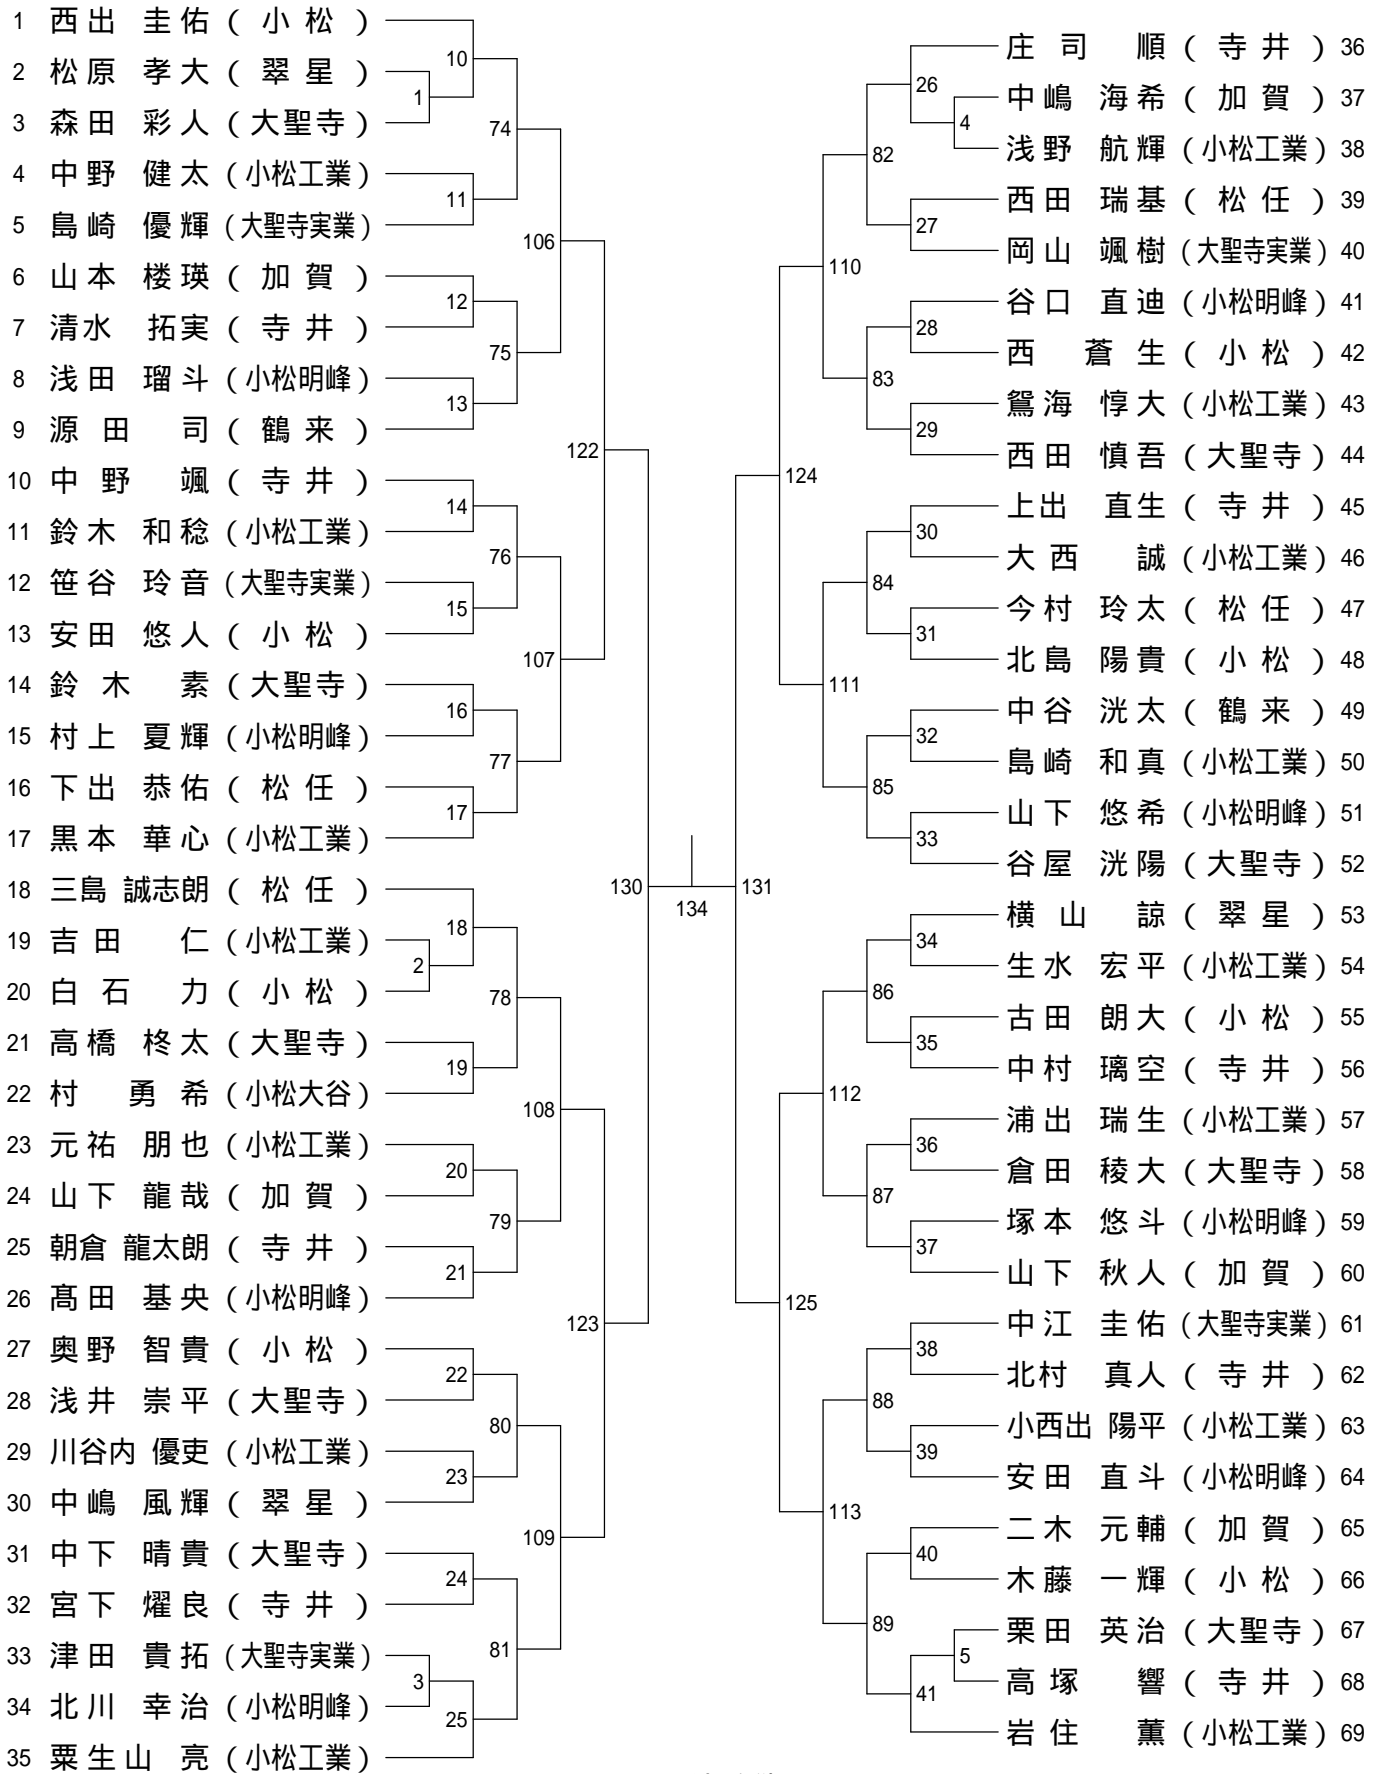 1 西出 圭佑 ( 小 松 )
2 松原 孝大 ( 翠 星 )
3 森田 彩人 ( 大聖寺 )
4 中野 健太 (小松工業)
5 島崎 優輝 (大聖寺実業)
6 山本 楼瑛 ( 加 賀 )
7 清水 拓実 ( 寺 井 )
8 浅田 瑠斗 (小松明峰)
9 源田 司 ( 鶴 来 )
10 中野 颯 ( 寺 井 )
11 鈴木 和稔 (小松工業)
12 笹谷 玲音 (大聖寺実業)
13 安田 悠人 ( 小 松 )
14 鈴木 素 ( 大聖寺 )
15 村上 夏輝 (小松明峰)
16 下出 恭佑 ( 松 任 )
17 黒本 華心 (小松工業)
18 三島 誠志朗 ( 松 任 )
19 吉田 仁 (小松工業)
20 白石 力 ( 小 松 )
21 高橋 柊太 ( 大聖寺 )
22 村 勇希 (小松大谷)
23 元祐 朋也 (小松工業)
24 山下 龍哉 ( 加 賀 )
25 朝倉 龍太朗 ( 寺 井 )
26 髙田 基央 (小松明峰)
27 奥野 智貴 ( 小 松 )
28 浅井 崇平 ( 大聖寺 )
29 川谷内 優吏 (小松工業)
30 中嶋 風輝 ( 翠 星 )
31 中下 晴貴 ( 大聖寺 )
32 宮下 燿良 ( 寺 井 )
33 津田 貴拓 (大聖寺実業)
34 北川 幸治 (小松明峰)
35 粟生山 亮 (小松工業)
1
2
3
10
11
12
13
14
15
16
17
18
19
20
21
22
23
24
25
74
75
76
77
78
79
80
81
106
107
108
109
122
123
130
134
131
124
125
110
111
112
113
82
83
84
85
86
87
88
89
26
27
28
29
30
31
32
33
34
35
36
37
38
39
40
41
4
5
庄司 順 ( 寺 井 ) 36
中嶋 海希 ( 加 賀 ) 37
浅野 航輝 (小松工業) 38
西田 瑞基 ( 松 任 ) 39
岡山 颯樹 (大聖寺実業) 40
谷口 直迪 (小松明峰) 41
西 蒼生 ( 小 松 ) 42
鴛海 惇大 (小松工業) 43
西田 慎吾 ( 大聖寺 ) 44
上出 直生 ( 寺 井 ) 45
大西 誠 (小松工業) 46
今村 玲太 ( 松 任 ) 47
北島 陽貴 ( 小 松 ) 48
中谷 洸太 ( 鶴 来 ) 49
島崎 和真 (小松工業) 50
山下 悠希 (小松明峰) 51
谷屋 洸陽 ( 大聖寺 ) 52
横山 諒 ( 翠 星 ) 53
生水 宏平 (小松工業) 54
古田 朗大 ( 小 松 ) 55
中村 璃空 ( 寺 井 ) 56
浦出 瑞生 (小松工業) 57
倉田 稜大 ( 大聖寺 ) 58
塚本 悠斗 (小松明峰) 59
山下 秋人 ( 加 賀 ) 60
中江 圭佑 (大聖寺実業) 61
北村 真人 ( 寺 井 ) 62
小西出 陽平 (小松工業) 63
安田 直斗 (小松明峰) 64
二木 元輔 ( 加 賀 ) 65
木藤 一輝 ( 小 松 ) 66
栗田 英治 ( 大聖寺 ) 67
高塚 響 ( 寺 井 ) 68
岩住 薫 (小松工業) 69